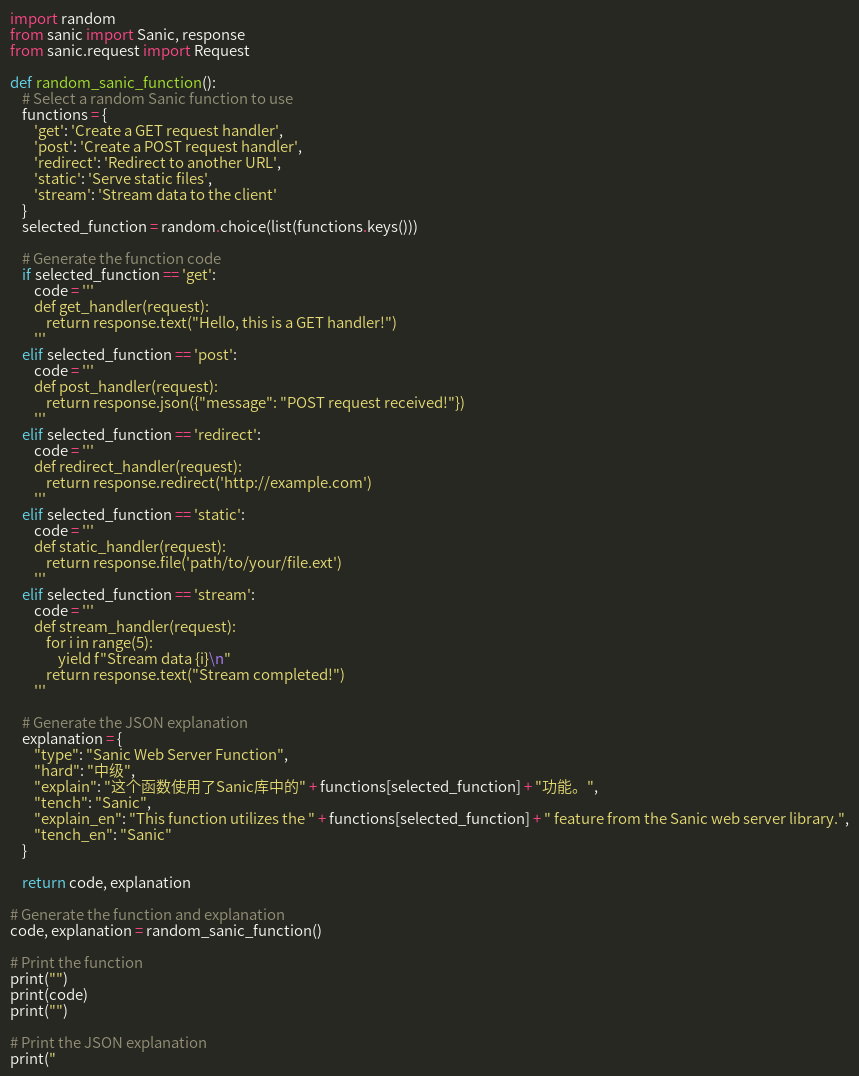 import random
from sanic import Sanic, response
from sanic.request import Request

def random_sanic_function():
    # Select a random Sanic function to use
    functions = {
        'get': 'Create a GET request handler',
        'post': 'Create a POST request handler',
        'redirect': 'Redirect to another URL',
        'static': 'Serve static files',
        'stream': 'Stream data to the client'
    }
    selected_function = random.choice(list(functions.keys()))

    # Generate the function code
    if selected_function == 'get':
        code = '''
        def get_handler(request):
            return response.text("Hello, this is a GET handler!")
        '''
    elif selected_function == 'post':
        code = '''
        def post_handler(request):
            return response.json({"message": "POST request received!"})
        '''
    elif selected_function == 'redirect':
        code = '''
        def redirect_handler(request):
            return response.redirect('http://example.com')
        '''
    elif selected_function == 'static':
        code = '''
        def static_handler(request):
            return response.file('path/to/your/file.ext')
        '''
    elif selected_function == 'stream':
        code = '''
        def stream_handler(request):
            for i in range(5):
                yield f"Stream data {i}\n"
            return response.text("Stream completed!")
        '''

    # Generate the JSON explanation
    explanation = {
        "type": "Sanic Web Server Function",
        "hard": "中级",
        "explain": "这个函数使用了Sanic库中的" + functions[selected_function] + "功能。",
        "tench": "Sanic",
        "explain_en": "This function utilizes the " + functions[selected_function] + " feature from the Sanic web server library.",
        "tench_en": "Sanic"
    }

    return code, explanation

# Generate the function and explanation
code, explanation = random_sanic_function()

# Print the function
print("")
print(code)
print("")

# Print the JSON explanation
print("